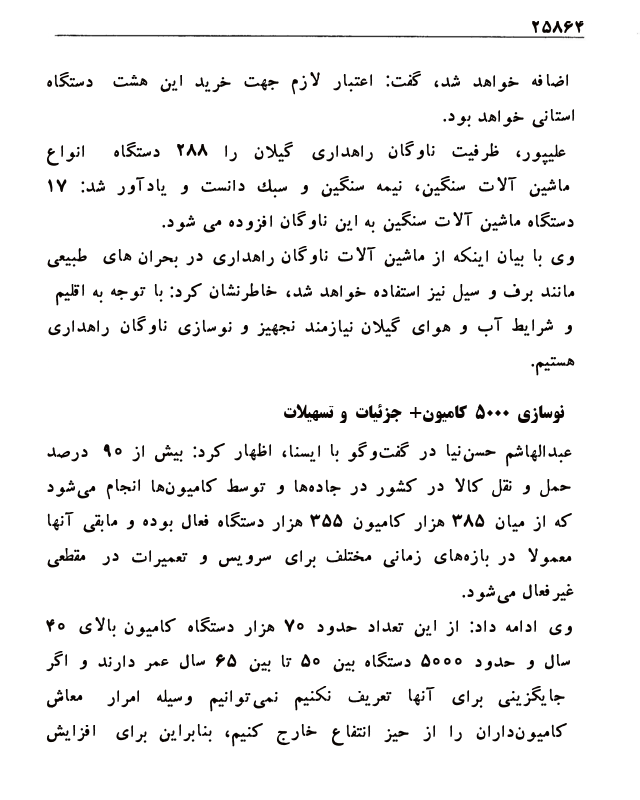 ۲۵۸۶۴
اضافه خواهد شد، گفت: اعتبار لازم جهت خرید این هشت دستگاه
استانی خواهد بود.
علیپور، ظرفیت ناوگان راهداری گیلان را ۲۸۸ دستگاه انواع
ماشین آلات سنگین، نیمه سنگین و سبك دانست و یادآور شد: ۱۷
دستگاه ماشین آلات سنگین به این ناوگان افزوده می شود.
وی با بیان اینکه از ماشین آلات ناوگان راهداری در بحران های طبیعی
مانند برف و سیل نیز استفاده خواهد شد، خاطرنشان کرد: با توجه به اقلیم
و شرایط آب و هوای گیلان نیازمند تجهیز و نوسازی ناوگان راهداری
هستیم.
نوسازی ۵۰۰۰ کامیون+ جزئیات و تسهیلات
عبدالهاشم حسن‌نیا در گفت‌وگو با ایسنا، اظهار کرد: بیش از ۹۰ درصد
حمل و نقل کالا در کشور در جاده‌ها و توسط کامیون‌ها انجام می‌شود
که از میان ۳۸۵ هزار کامیون ۳۵۵ هزار دستگاه فعال بوده و مابقی آنها
معمولا در بازه‌های زمانی مختلف برای سرویس و تعمیرات در مقطعی
غیرفعال می‌شود.
وی ادامه داد: از این تعداد حدود ۷۰ هزار دستگاه کامیون بالای ۴۰
سال و حدود ۵۰۰۰ دستگاه بین ۵۰ تا بین ۶۵ سال عمر دارند و اگر
جایگزینی برای آنها تعریف نکنیم نمی‌توانیم وسیله امرار معاش
کامیون‌داران را از حیز انتفاع خارج کنیم، بنابراین برای افزایش